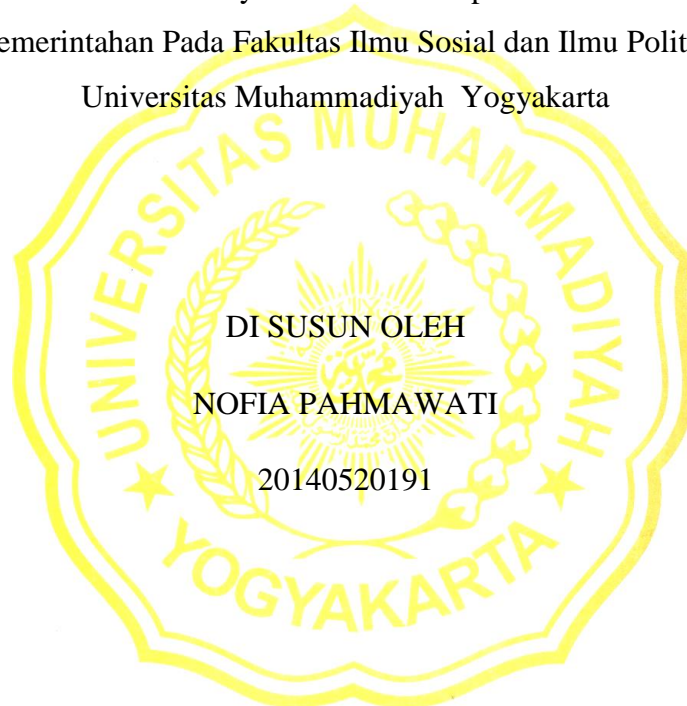 Pemerintahan Pada Fakultas Ilmu Sosial dan Ilmu Polit
Universitas Muhammadiyah Yogyakarta
UNIVERSITAS MUHAMMADIYAH
DI SUSUN OLEH
NOFIA PAHMAWATI
20140520191
YOGYAKARTA